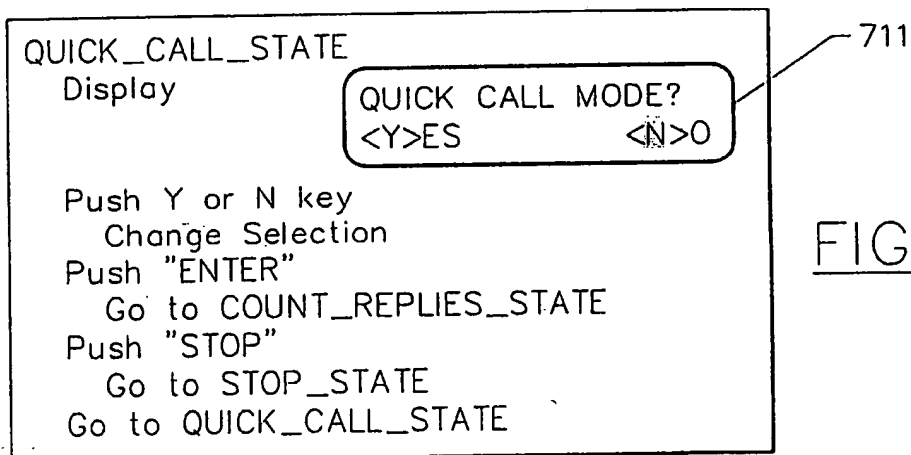 QUICK_CALL_STATE
711
Display
QUICK CALL MODE?
<Y>ES <N>O
Push Y or N key
Change Selection
Push "ENTER"
Go to COUNT_REPLIES_STATE
Push "STOP"
Go to STOP_STATE
Go to QUICK_CALL_STATE
FIG